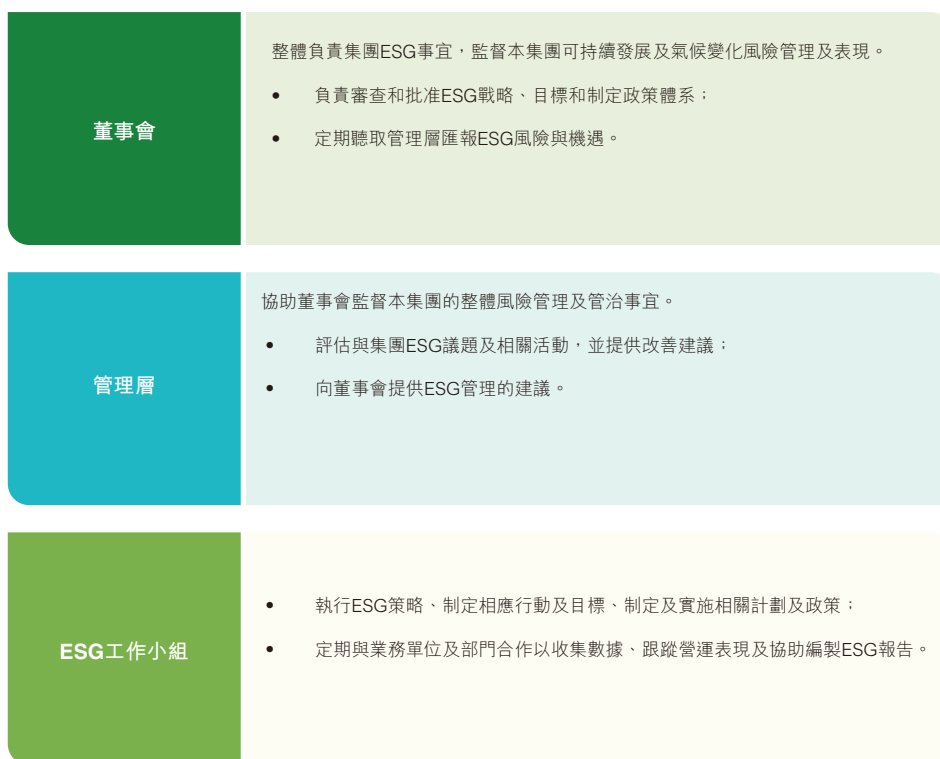 董事會
整體負責集團ESG事宜，監督本集團可持續發展及氣候變化風險管理及表現。
• 負責審查和批准ESG戰略、目標和制定政策體系；
• 定期聽取管理層匯報ESG風險與機遇。
管理層
協助董事會監督本集團的整體風險管理及管治事宜。
• 評估與集團ESG議題及相關活動，並提供改善建議；
• 向董事會提供ESG管理的建議。
ESG工作小組
• 執行ESG策略、制定相應行動及目標、制定及實施相關計劃及政策；
• 定期與業務單位及部門合作以收集數據、跟蹤營運表現及協助編製ESG報告。